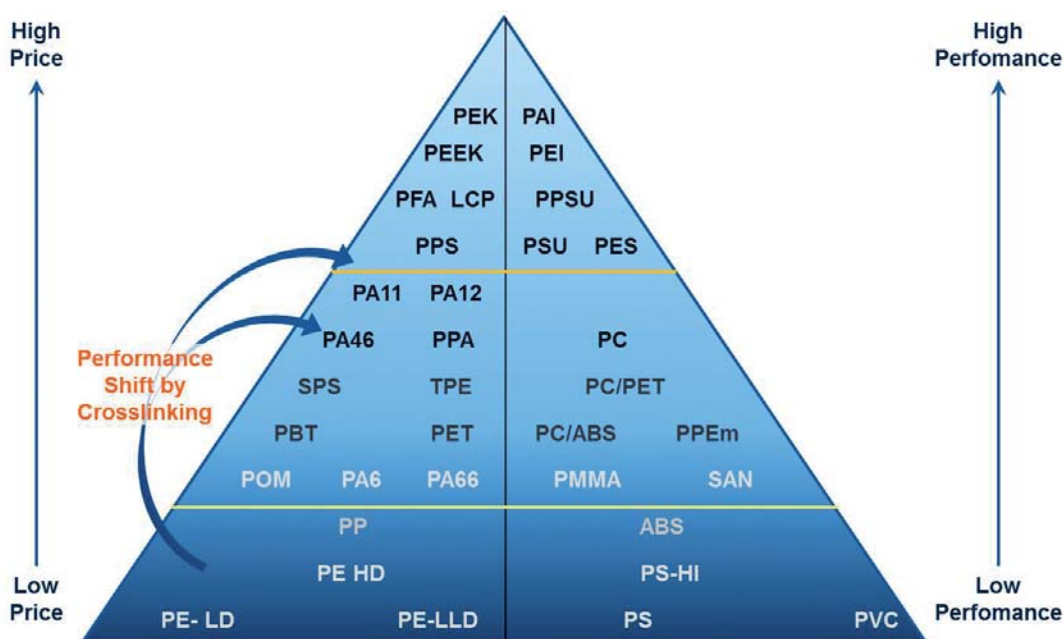 High
Price
High
Perfomance
PEK PAI
PEEK PEI
PFA LCP PPSU
PPS PSU PES
PA11 PA12
PA46 PPA PC
Performance
Shift by
Crosslinking
SPS TPE PC/PET
PBT PET PC/ABS PPEm
POM PA6 PA66 PMMA SAN
PP ABS
PE HD PS-HI
Low
Price
Low
Perfomance
PE- LD PE-LLD PS PVC